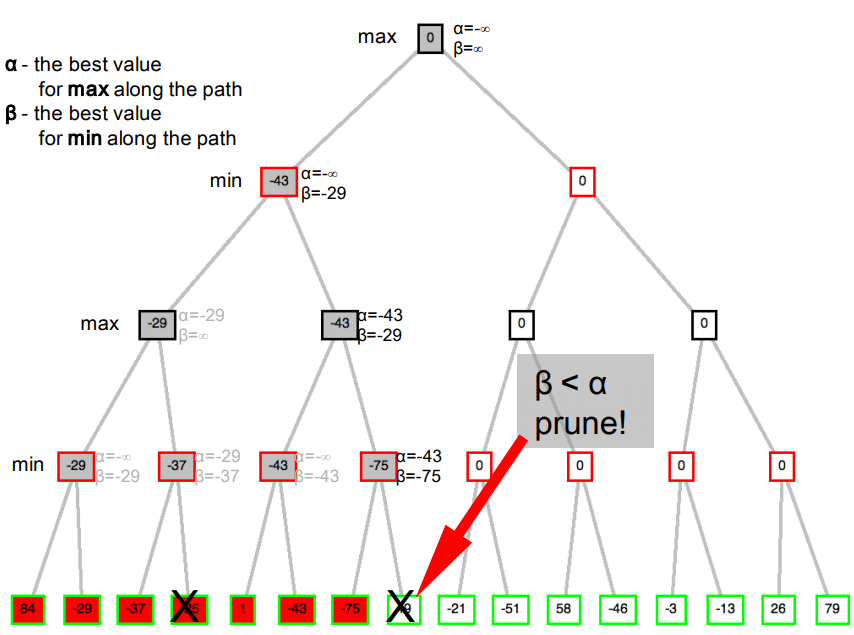 max 0 α=-∞
β=∞
α - the best value
for max along the path
β - the best value
for min along the path
min -43 α=-∞
β=-29
0
max -29 α=-29
β=∞
-43 α=-43
β=-29
0
0
β < α
prune!
min -29 α=-∞
β=-29
-37 α=-29
β=-37
-43 α=-∞
β=-43
-75 α=-43
β=-75
0
0
0
0
84 -29 -37 1 -43 -75 -21 -51 58 -46 -3 -13 26 79